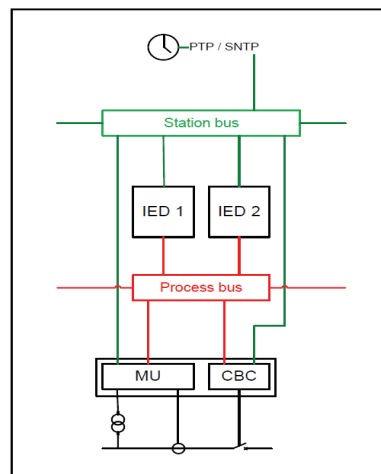 PTP / SNTP
Station bus
IED 1 IED 2
Process bus
MU CBC